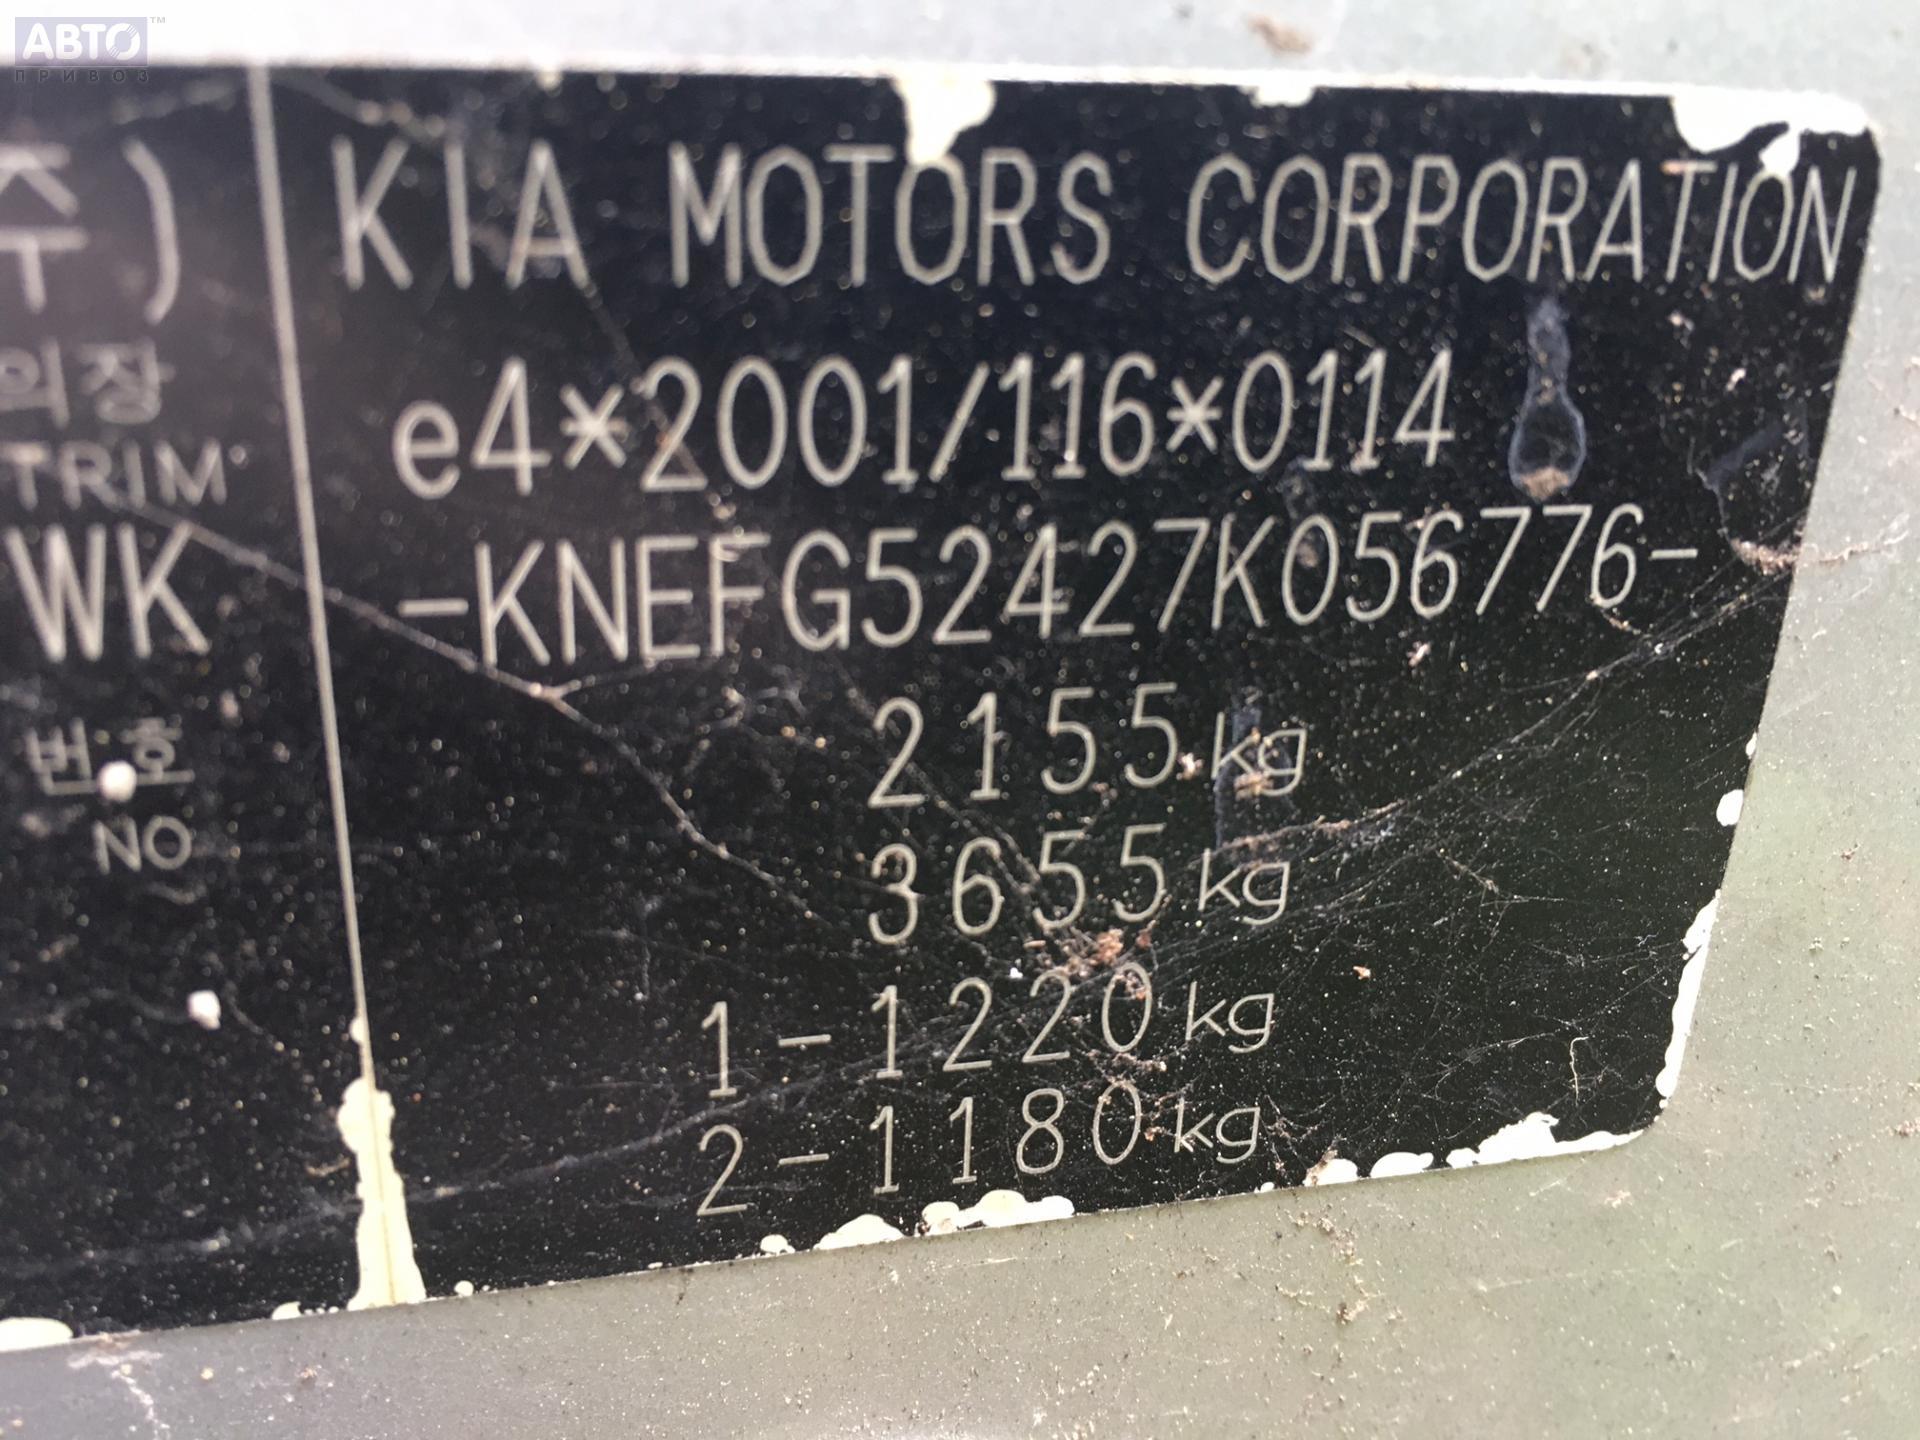 АВТО™
ПРИВОЗ
주)
의장
TRIM
WK
번호
NO
KIA MOTORS CORPORATION
e4*2001/116*0114
-KNEFG52427K056776-
2155kg
3655kg
1-1220kg
2-1180kg